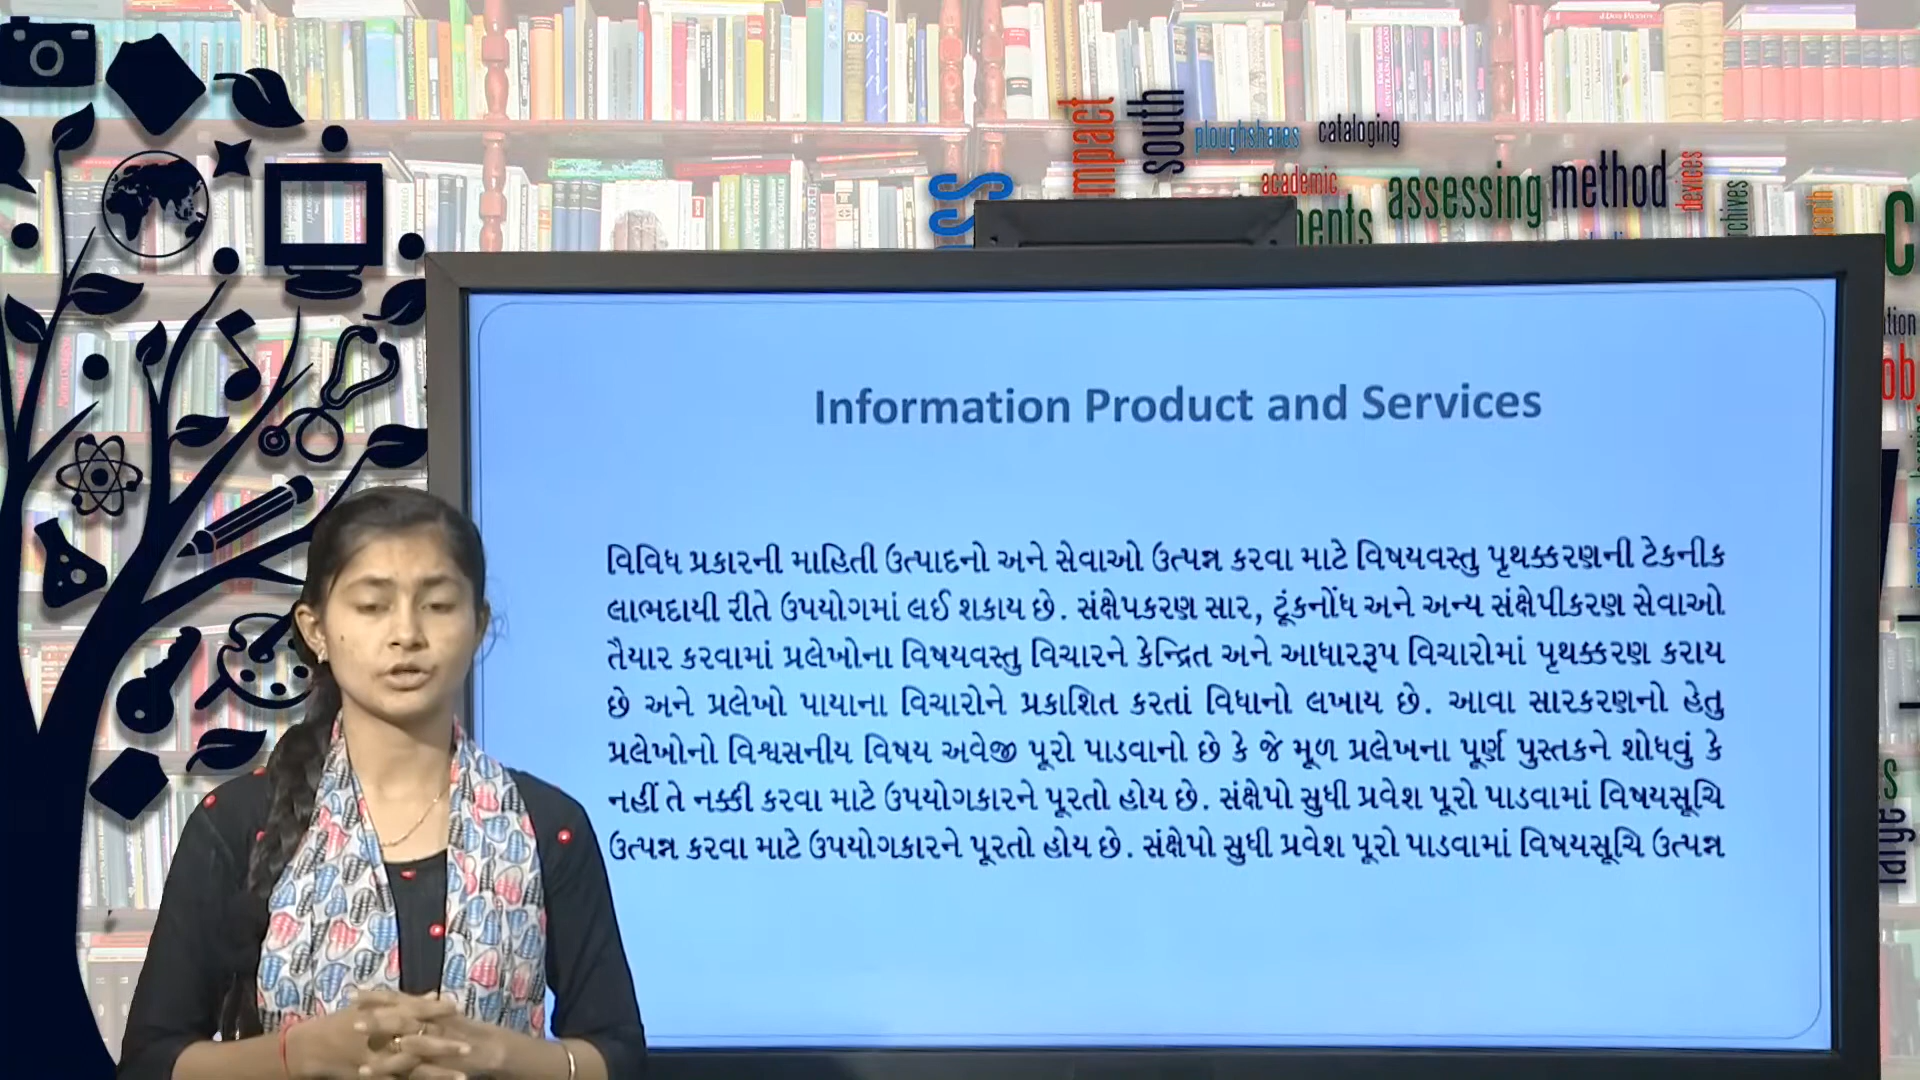 impact
south
ploughshares
cataloging
academic
assessing
method
devices
Information Product and Services
વિવિધ પ્રકારની માહિતી ઉત્પાદનો અને સેવાઓ ઉત્પન્ન કરવા માટે વિષયવસ્તુ પૃથક્કરણની ટેકનીક
લાભદાયી રીતે ઉપયોગમાં લઈ શકાય છે. સંક્ષેપકરણ સાર, ટૂંકનોંધ અને અન્ય સંક્ષેપીકરણ સેવાઓ
તૈયાર કરવામાં પ્રલેખોના વિષયવસ્તુ વિચારને કેન્દ્રિત અને આધારરૂપ વિચારોમાં પૃથક્કરણ કરાય
છે અને પ્રલેખો પાયાના વિચારોને પ્રકાશિત કરતાં વિધાનો લખાય છે. આવા સારકરણનો હેતુ
પ્રલેખોનો વિશ્વસનીય વિષય અવેજી પૂરો પાડવાનો છે કે જે મૂળ પ્રલેખના પૂર્ણ પુસ્તકને શોધવું કે
નહીં તે નક્કી કરવા માટે ઉપયોગકારને પૂરતો હોય છે. સંક્ષેપો સુધી પ્રવેશ પૂરો પાડવામાં વિષયસૂચિ
ઉત્પન્ન કરવા માટે ઉપયોગકારને પૂરતો હોય છે. સંક્ષેપો સુધી પ્રવેશ પૂરો પાડવામાં વિષયસૂચિ ઉત્પન્ન